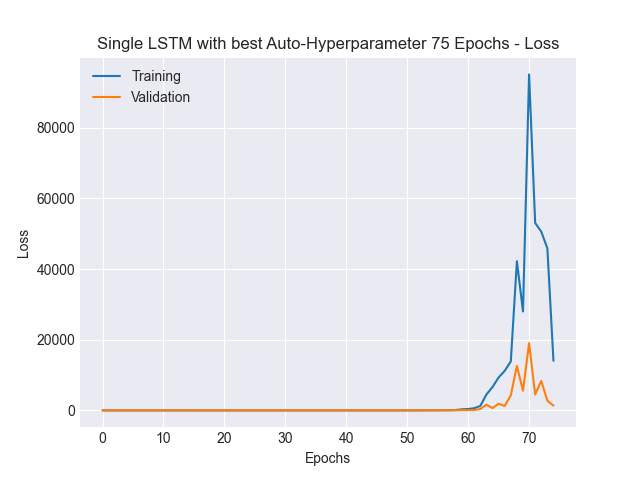 Single LSTM with best Auto-Hyperparameter 75 Epochs - Loss
Training
Validation
80000
60000
40000
20000
0
Loss
0 10 20 30 40 50 60 70
Epochs